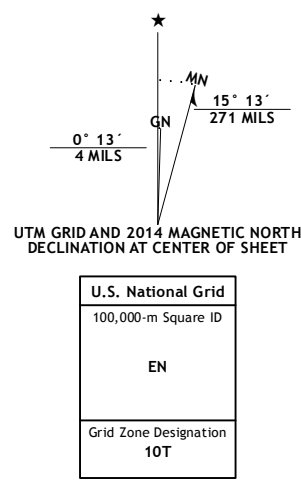 ★
MN
GN
15° 13´
271 MILS
0° 13´
4 MILS
UTM GRID AND 2014 MAGNETIC NORTH
DECLINATION AT CENTER OF SHEET
U.S. National Grid
100,000-m Square ID
EN
Grid Zone Designation
10T